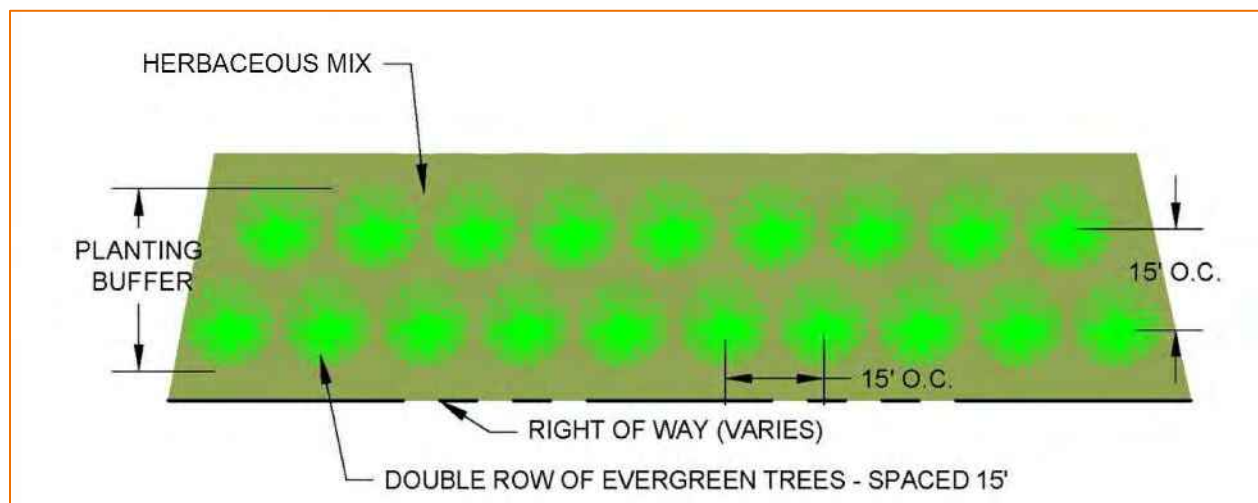 HERBACEOUS MIX
PLANTING
BUFFER
15' O.C.
15' O.C.
RIGHT OF WAY (VARIES)
DOUBLE ROW OF EVERGREEN TREES - SPACED 15'